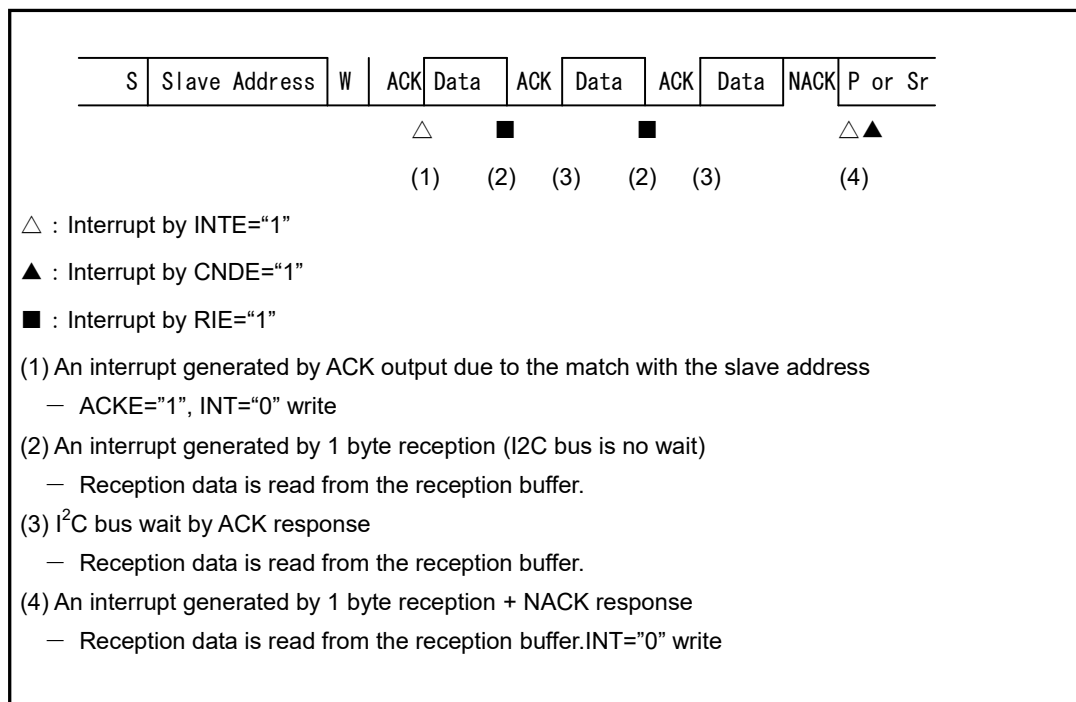 S Slave Address W ACK Data ACK Data ACK Data NACK P or Sr
△ ■ ■ △▲
(1) (2) (3) (2) (3) (4)
△ : Interrupt by INTE=“1”
▲ : Interrupt by CNDE=“1”
■ : Interrupt by RIE=“1”
(1) An interrupt generated by ACK output due to the match with the slave address
－ ACKE=”1”, INT=“0” write
(2) An interrupt generated by 1 byte reception (I2C bus is no wait)
－ Reception data is read from the reception buffer.
(3) I²C bus wait by ACK response
－ Reception data is read from the reception buffer.
(4) An interrupt generated by 1 byte reception + NACK response
－ Reception data is read from the reception buffer.INT=”0” write